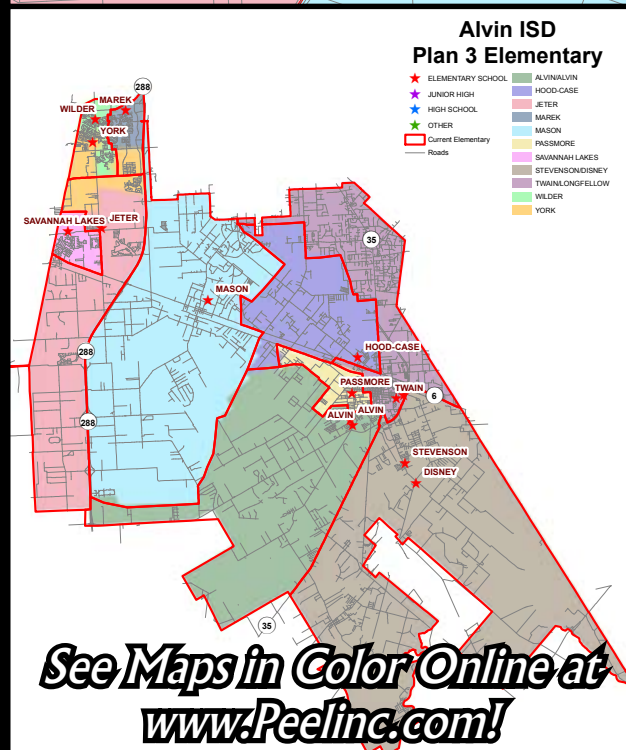 Alvin ISD
Plan 3 Elementary
ELEMENTARY SCHOOL
JUNIOR HIGH
HIGH SCHOOL
OTHER
Current Elementary
Roads
ALVIN/ALVIN
HOOD-CASE
JETER
MAREK
MASON
PASSMORE
SAVANNAH LAKES
STEVENSON/DISNEY
TWAIN/LONGFELLOW
WILDER
YORK
288
MAREK
WILDER
YORK
SAVANNAH LAKES
JETER
35
MASON
HOOD-CASE
288
PASSMORE
TWAIN
6
ALVIN
ALVIN
288
STEVENSON
DISNEY
35
See Maps in Color Online at
www.Peelinc.com!